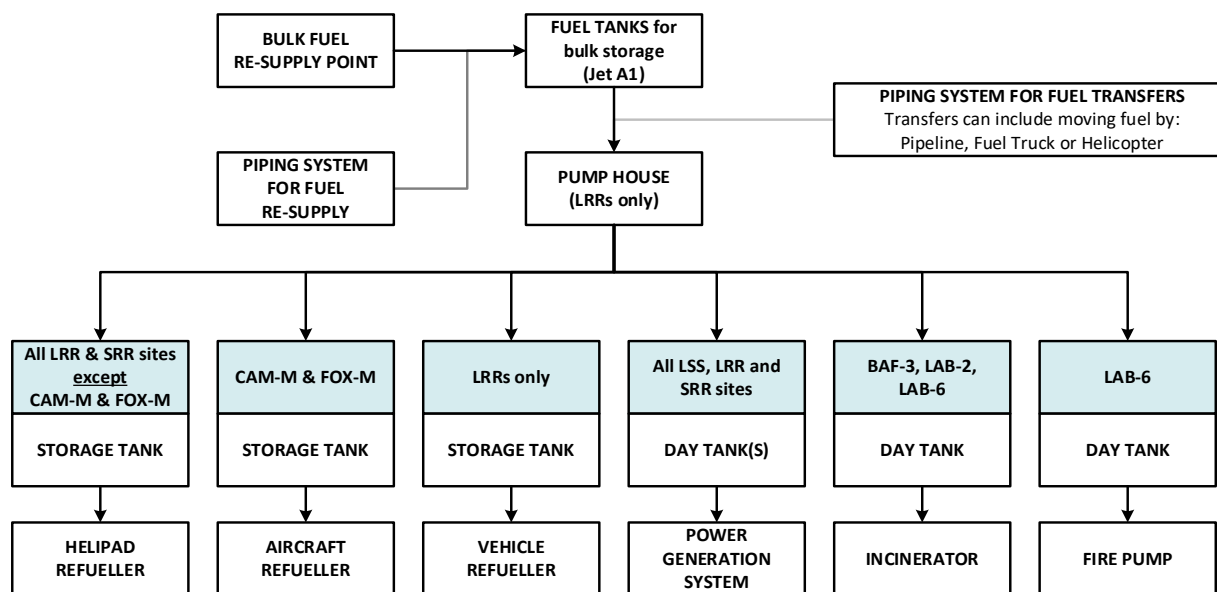 BULK FUEL
RE-SUPPLY POINT
FUEL TANKS for
bulk storage
(Jet A1)
PIPING SYSTEM FOR FUEL TRANSFERS
Transfers can include moving fuel by:
Pipeline, Fuel Truck or Helicopter
PIPING SYSTEM
FOR FUEL
RE-SUPPLY
PUMP HOUSE
(LRRs only)
All LRR & SRR sites
except
CAM-M & FOX-M
CAM-M & FOX-M
LRRs only
All LSS, LRR and
SRR sites
BAF-3, LAB-2,
LAB-6
LAB-6
STORAGE TANK
STORAGE TANK
STORAGE TANK
DAY TANK(S)
DAY TANK
DAY TANK
HELIPAD
REFUELLER
AIRCRAFT
REFUELLER
VEHICLE
REFUELLER
POWER
GENERATION
SYSTEM
INCINERATOR
FIRE PUMP